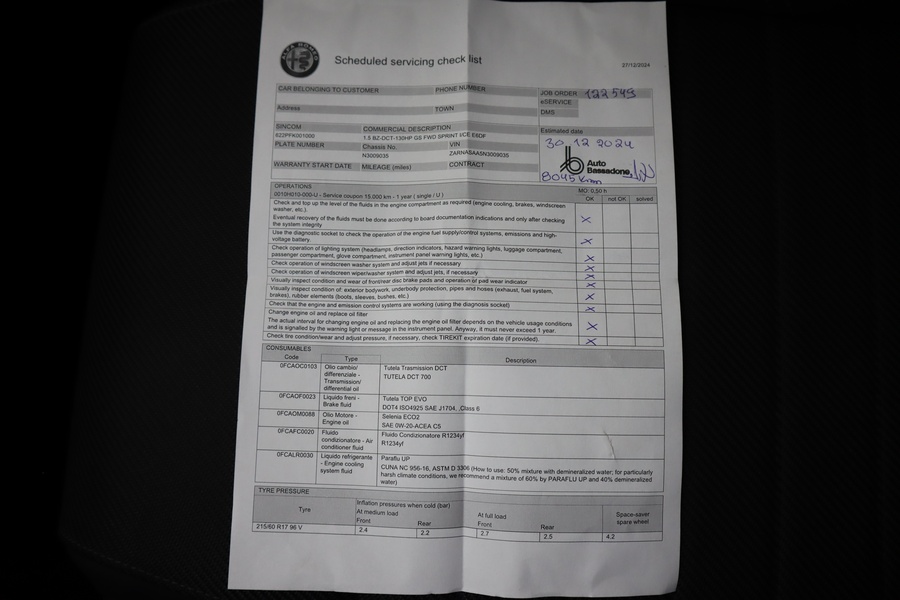 ALFA ROMEO
Scheduled servicing check list
27/12/2024
CAR BELONGING TO CUSTOMER PHONE NUMBER JOB ORDER 122549
eSERVICE
Address TOWN DMS
SINCOM COMMERCIAL DESCRIPTION Estimated date
622PPK001000 1.5 BZ-DCT-130HP GS FWD SPRINT I/CE E6DF 30.12 2024
PLATE NUMBER Chassis No. VIN
N3009035 ZARNASAA5N3009035
Auto
Bassadone
WARRANTY START DATE MILEAGE (miles) CONTRACT 8045 km
OPERATIONS MO: 0,50 h
0010H010-000-U - Service coupon:15,000 km - 1 year ( single / U ) OK not OK solved
Check and top up the level of the fluids in the engine compartment as required (engine cooling, brakes, windscreen
washer, etc.).
Eventual recovery of the fluids must be done according to board documentation indications and only after checking
the system integrity X
Use the diagnostic socket to check the operation of the engine fuel supply/control systems, emissions and high-
voltage battery. X
Check operation of lighting system (headlamps, direction indicators, hazard warning lights, luggage compartment,
passenger compartment, glove compartment, instrument panel warning lights, etc.) X
Check operation of windscreen washer system and adjust jets if necessary X
Check operation of windscreen wiper/washer system and adjust jets, if necessary X
Visually inspect condition and wear of front/rear disc brake pads and operation of pad wear indicator X
Visually inspect condition of: exterior bodywork, underbody protection, pipes and hoses (exhaust, fuel system,
brakes), rubber elements (boots, sleeves, bushes, etc.) X
Check that the engine and emission control systems are working (using the diagnosis socket) X
Change engine oil and replace oil filter
The actual interval for changing engine oil and replacing the engine oil filter depends on the vehicle usage conditions
and is signalled by the warning light or message in the instrument panel. Anyway, it must never exceed 1 year. X
Check tire condition/wear and adjust pressure, if necessary, check TIREKIT expiration date (if provided). X
CONSUMABLES
Code Type Description
0FCAOC0103 Olio cambio/ Tutela Trasmission DCT
differenziale - TUTELA DCT 700
Transmission/
differential oil
0FCAOF0023 Liquido freni - Tutela TOP EVO
Brake fluid DOT4 ISO4925 SAE J1704, ,Class 6
0FCAOM0088 Olio Motore - Selenia ECO2
Engine oil SAE 0W-20-ACEA C5
0FCAFC0020 Fluido Fluido Condizionatore R1234yf
condizionatore - Air R1234yf
conditioner fluid
0FCALR0030 Liquido refrigerante Paraflu UP
- Engine cooling CUNA NC 956-16, ASTM D 3306 (How to use: 50% mixture with demineralized water; for particularly
system fluid harsh climate conditions, we recommend a mixture of 60% by PARAFLU UP and 40% demineralized
water)
TYRE PRESSURE
Tyre Inflation pressures when cold (bar) Space-saver
At medium load At full load spare wheel
Front Rear Front Rear
215/60 R17 96 V 2.4 2.2 2.7 2.5 4.2